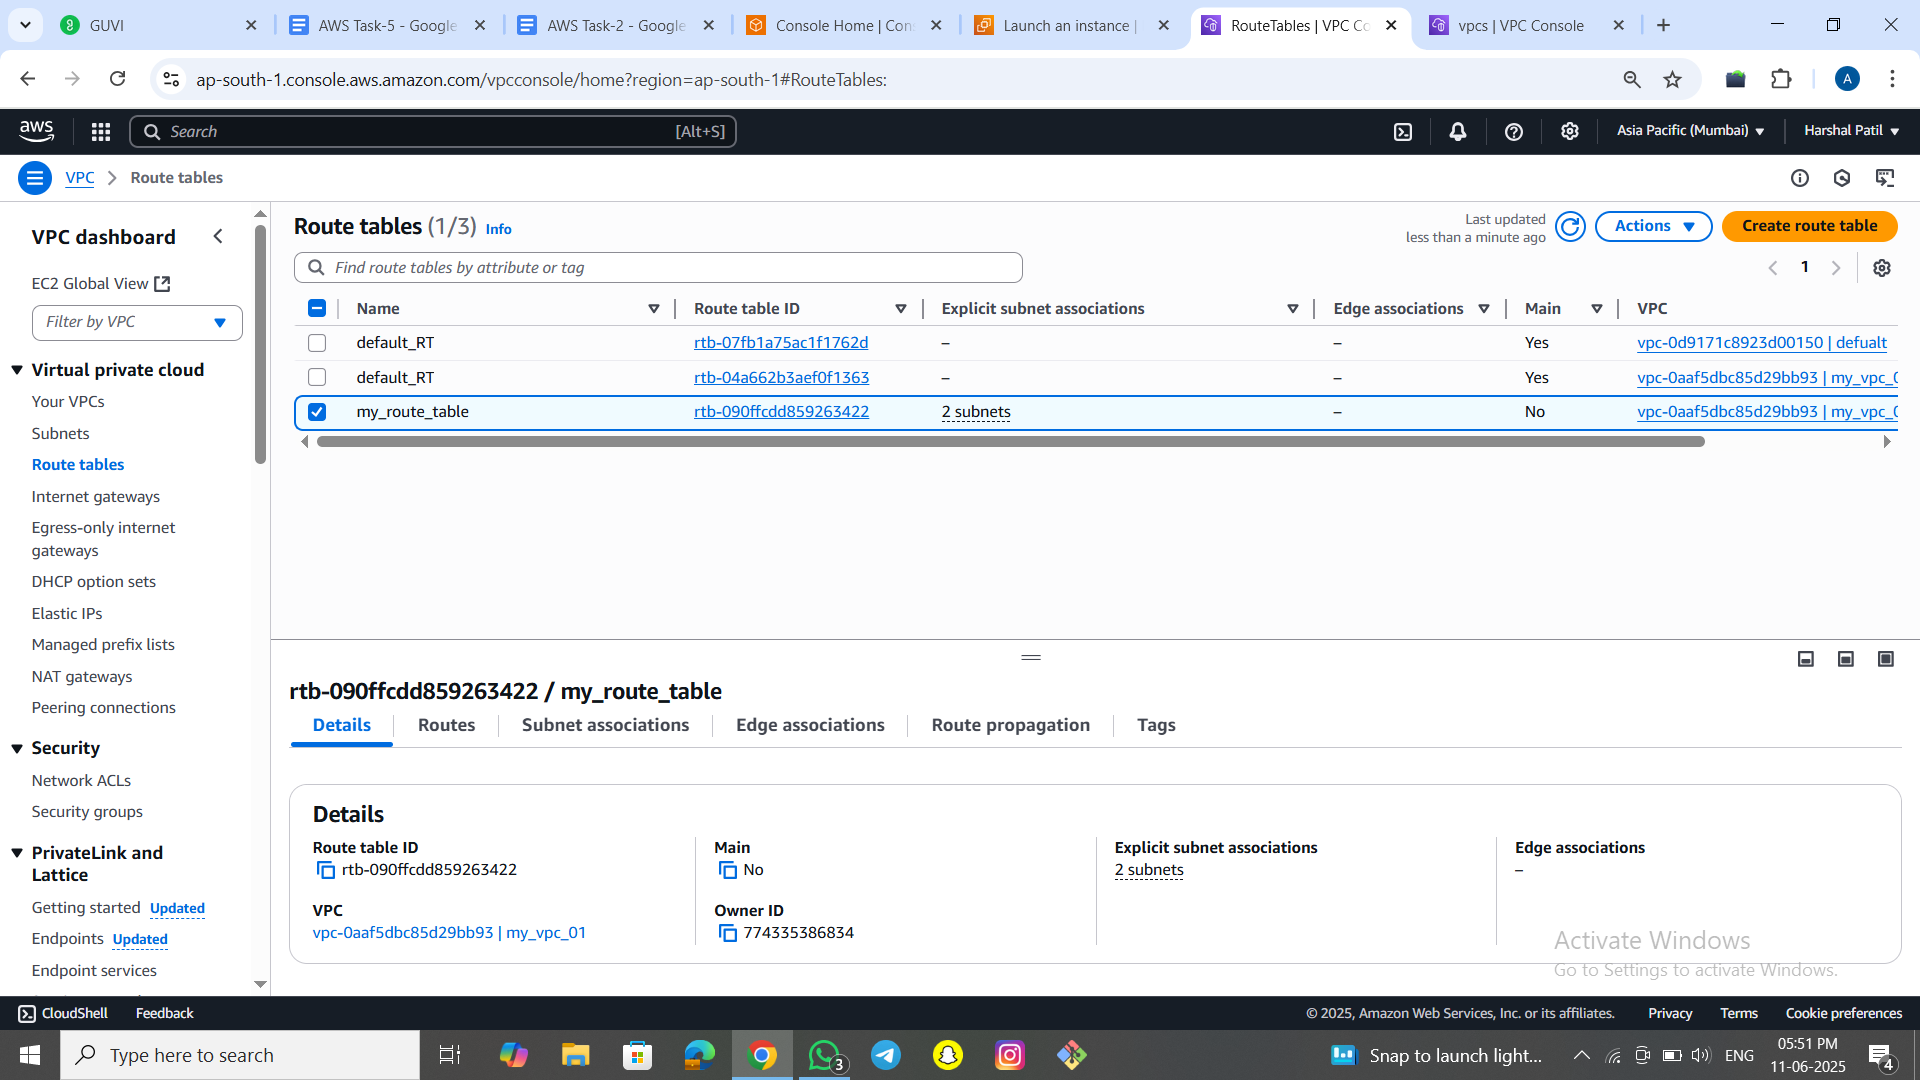 GUVI
AWS Task-5 - Google
AWS Task-2 - Google
Console Home | Con
Launch an instance |
RouteTables | VPC Co
vpcs | VPC Console
ap-south-1.console.aws.amazon.com/vpcconsole/home?region=ap-south-1#RouteTables:
A
aws
Search
[Alt+S]
Asia Pacific (Mumbai)
Harshal Patil
VPC
Route tables
VPC dashboard
EC2 Global View
Filter by VPC
Virtual private cloud
Your VPCs
Subnets
Route tables
Internet gateways
Egress-only internet
gateways
DHCP option sets
Elastic IPs
Managed prefix lists
NAT gateways
Peering connections
Security
Network ACLs
Security groups
PrivateLink and
Lattice
Getting started Updated
Endpoints Updated
Endpoint services
Route tables (1/3) Info
Last updated
less than a minute ago
Actions
Create route table
Find route tables by attribute or tag
1
Name Route table ID Explicit subnet associations Edge associations Main VPC
default_RT rtb-07fb1a75ac1f1762d – – Yes vpc-0d9171c8923d00150 | defualt
default_RT rtb-04a662b3aef0f1363 – – Yes vpc-0aaf5dbc85d29bb93 | my_vpc_0
my_route_table rtb-090ffcdd859263422 2 subnets – No vpc-0aaf5dbc85d29bb93 | my_vpc_0
rtb-090ffcdd859263422 / my_route_table
Details Routes Subnet associations Edge associations Route propagation Tags
Details
Route table ID
rtb-090ffcdd859263422
Main
No
Explicit subnet associations
2 subnets
Edge associations
–
VPC
vpc-0aaf5dbc85d29bb93 | my_vpc_01
Owner ID
774335386834
Activate Windows
Go to Settings to activate Windows.
CloudShell Feedback
© 2025, Amazon Web Services, Inc. or its affiliates. Privacy Terms Cookie preferences
Type here to search
3
Snap to launch light...
ENG
05:51 PM
11-06-2025
4